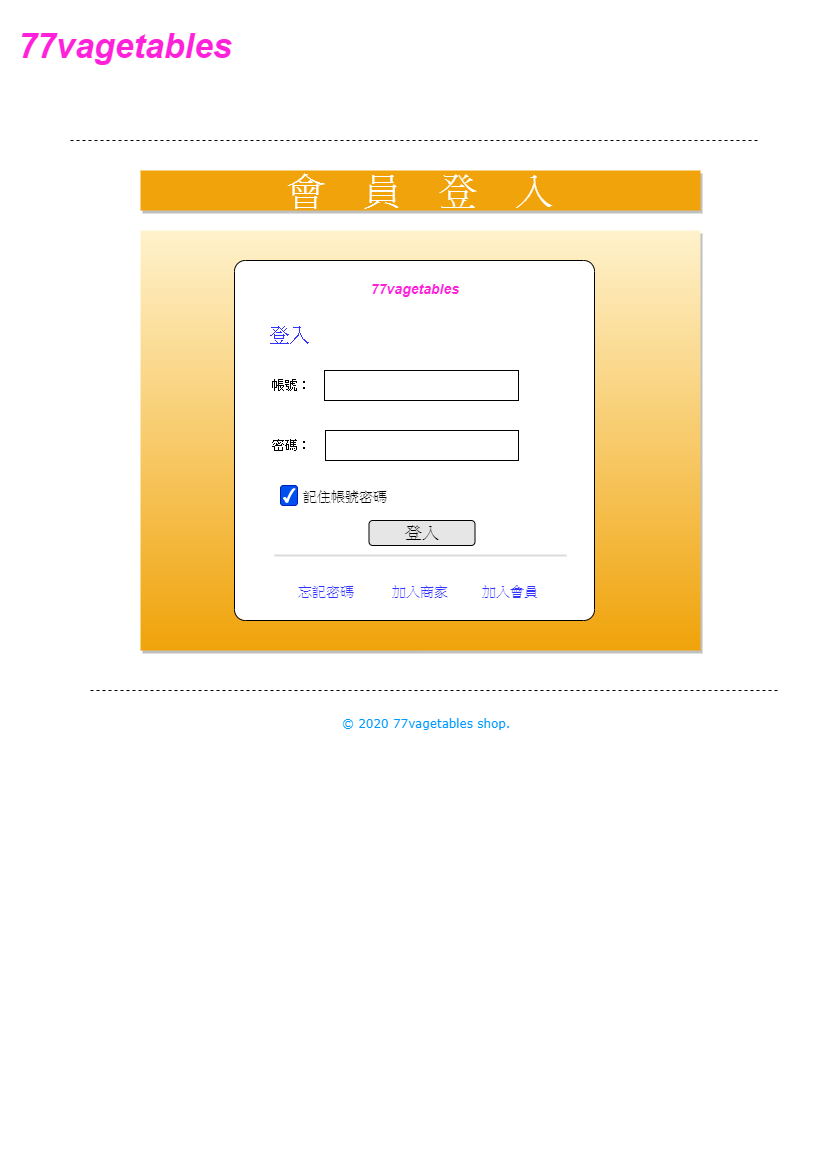 77vagetables
會 員 登 入
77vagetables
登入
帳號：
密碼：
記住帳號密碼
登入
忘記密碼 加入商家 加入會員
© 2020 77vagetables shop.